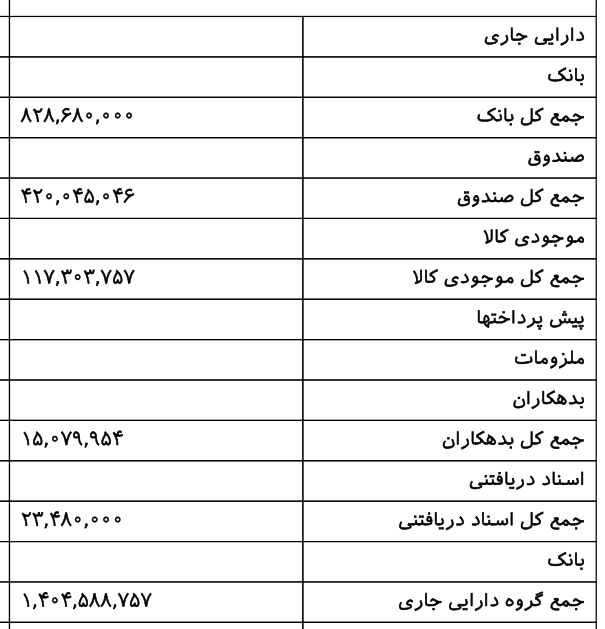 دارایی جاری
بانک
جمع کل بانک ۸۲۸,۶۸۰,۰۰۰
صندوق
جمع کل صندوق ۴۲۰,۰۴۵,۰۴۶
موجودی کالا
جمع کل موجودی کالا ۱۱۷,۳۰۳,۷۵۷
پیش پرداختها
ملزومات
بدهکاران
جمع کل بدهکاران ۱۵,۰۷۹,۹۵۴
اسناد دریافتنی
جمع کل اسناد دریافتنی ۲۳,۴۸۰,۰۰۰
بانک
جمع گروه دارایی جاری ۱,۴۰۴,۵۸۸,۷۵۷